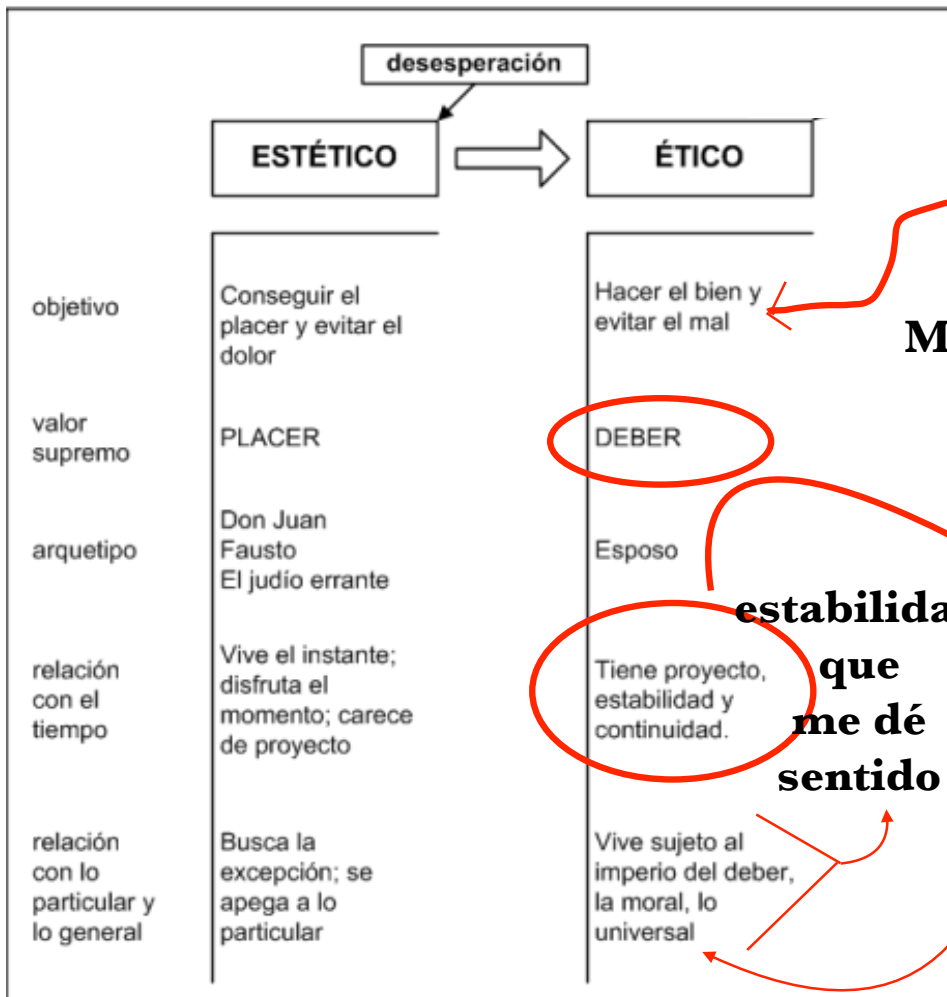 desesperación
ESTÉTICO
ÉTICO
objetivo
Conseguir el
placer y evitar el
dolor
Hacer el bien y
evitar el mal
M
valor
supremo
PLACER
DEBER
arquetipo
Don Juan
Fausto
El judío errante
Esposo
relación
con el
tiempo
Vive el instante;
disfruta el
momento; carece
de proyecto
Tiene proyecto,
estabilidad y
continuidad.
estabilida
que
me dé
sentido
relación
con lo
particular y
lo general
Busca la
excepción; se
apega a lo
particular
Vive sujeto al
imperio del deber,
la moral, lo
universal